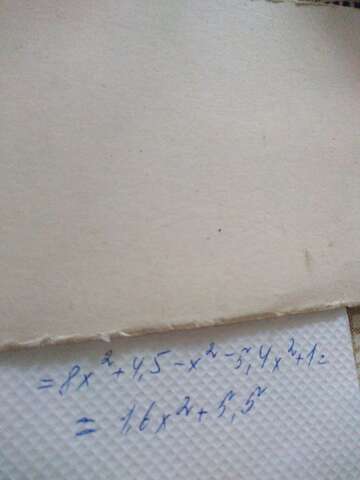 =8x²+4,5-x²-5,4x²+1=
=1,6x²+5,5